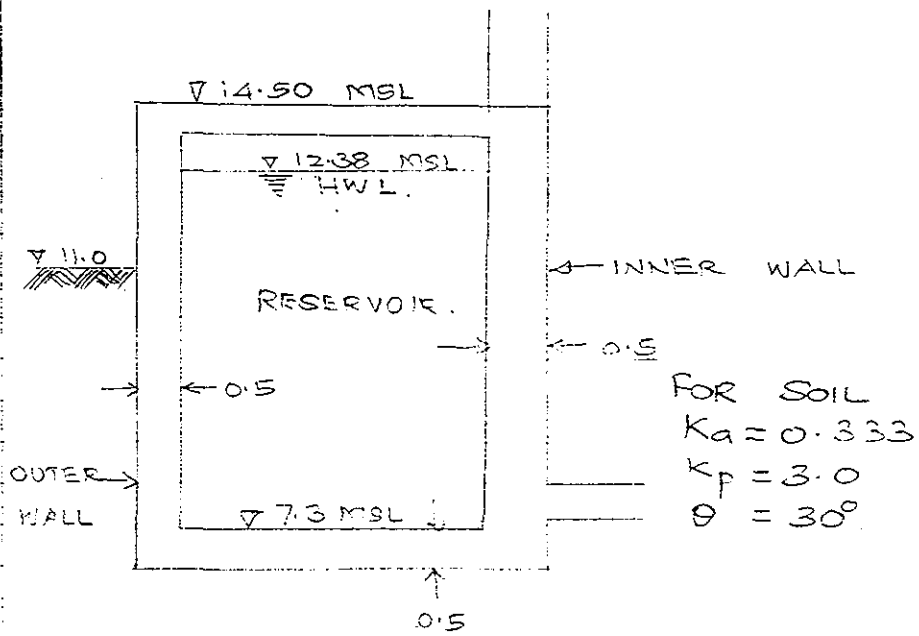 ▽ 14.50 MSL
▽ 12.38 MSL
HWL.
▽ 11.0
INNER WALL
RESERVOIR.
0.5
0.5
FOR SOIL
Ka = 0.333
Kp = 3.0
θ = 30°
OUTER
WALL
▽ 7.3 MSL
0.5